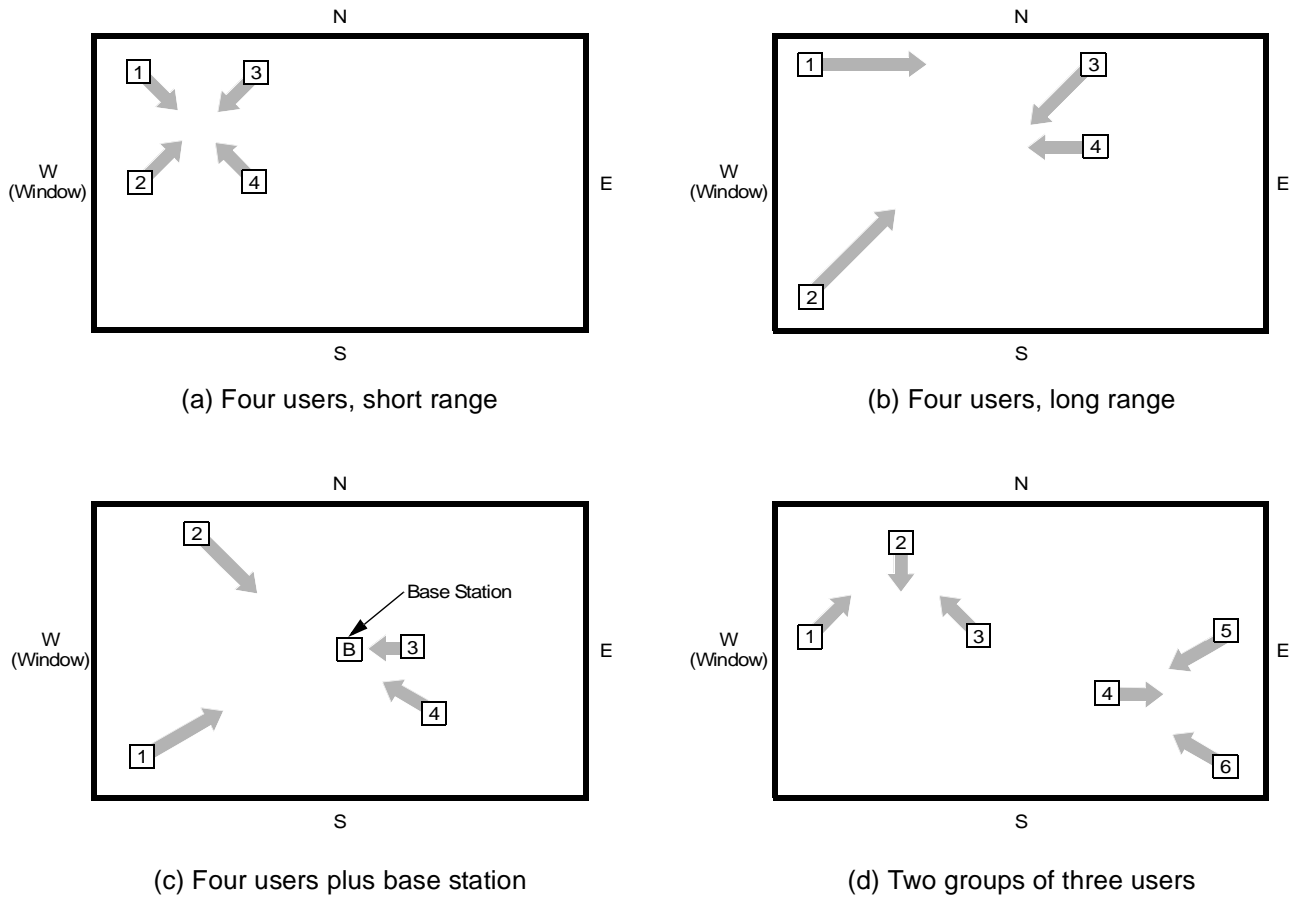 N
1
3
W
(Window)
2
4
E
S
(a) Four users, short range
N
1
3
4
W
(Window)
E
2
S
(b) Four users, long range
N
2
Base Station
W
(Window)
B
3
E
4
1
S
(c) Four users plus base station
N
2
W
(Window)
1
3
5
E
4
6
S
(d) Two groups of three users